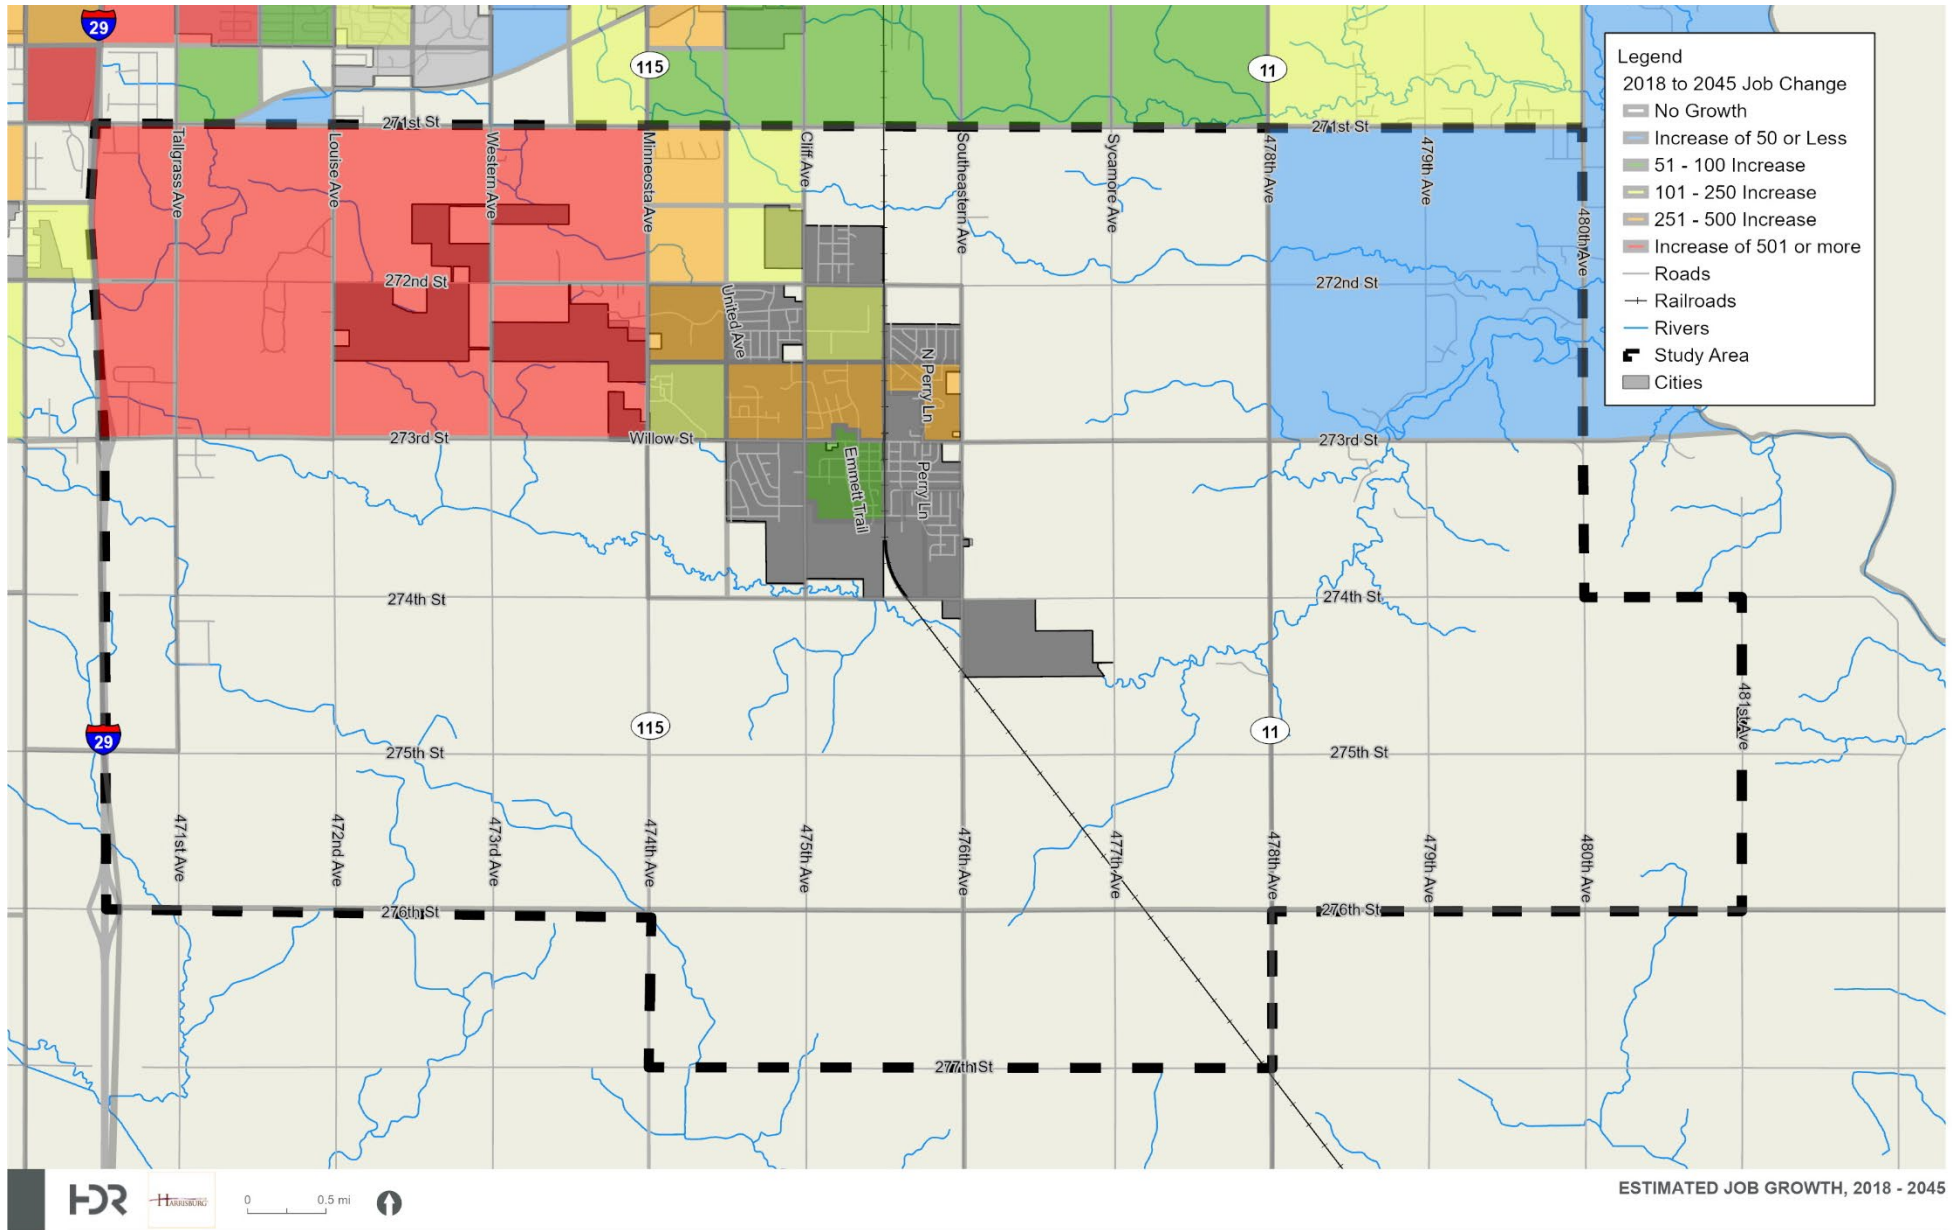 29
115
11
Legend
2018 to 2045 Job Change
No Growth
Increase of 50 or Less
51 - 100 Increase
101 - 250 Increase
251 - 500 Increase
Increase of 501 or more
Roads
Railroads
Rivers
Study Area
Cities
271st St
271st St
Tallgrass Ave
Louise Ave
Western Ave
Minneosta Ave
Cliff Ave
Southeastern Ave
Sycamore Ave
478th Ave
479th Ave
480th Ave
272nd St
272nd St
United Ave
N Perry Ln
273rd St
Willow St
273rd St
Emmett Trail
Perry Ln
274th St
274th St
29
115
11
481st Ave
275th St
275th St
471st Ave
472nd Ave
473rd Ave
474th Ave
475th Ave
476th Ave
477th Ave
478th Ave
479th Ave
480th Ave
276th St
276th St
277th St
HDR
HARRISBURG
0 0.5 mi
ESTIMATED JOB GROWTH, 2018 - 2045